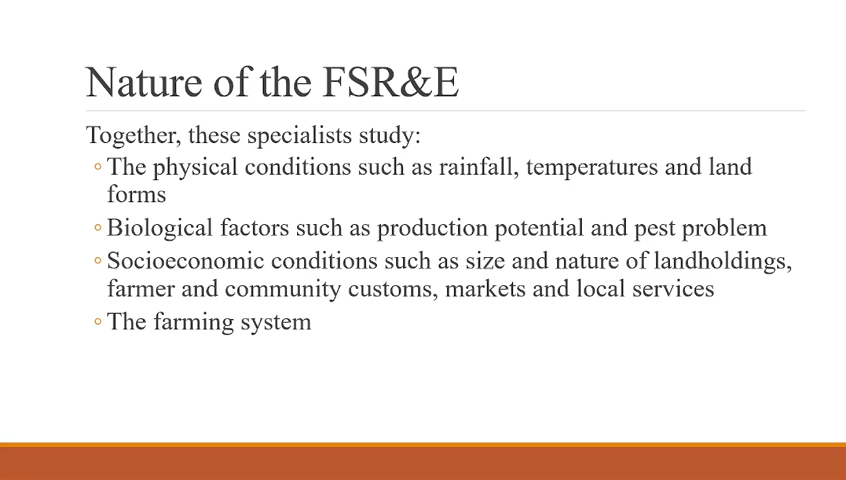 Nature of the FSR&E
Together, these specialists study:
◦The physical conditions such as rainfall, temperatures and land
forms
◦Biological factors such as production potential and pest problem
◦Socioeconomic conditions such as size and nature of landholdings,
farmer and community customs, markets and local services
◦The farming system